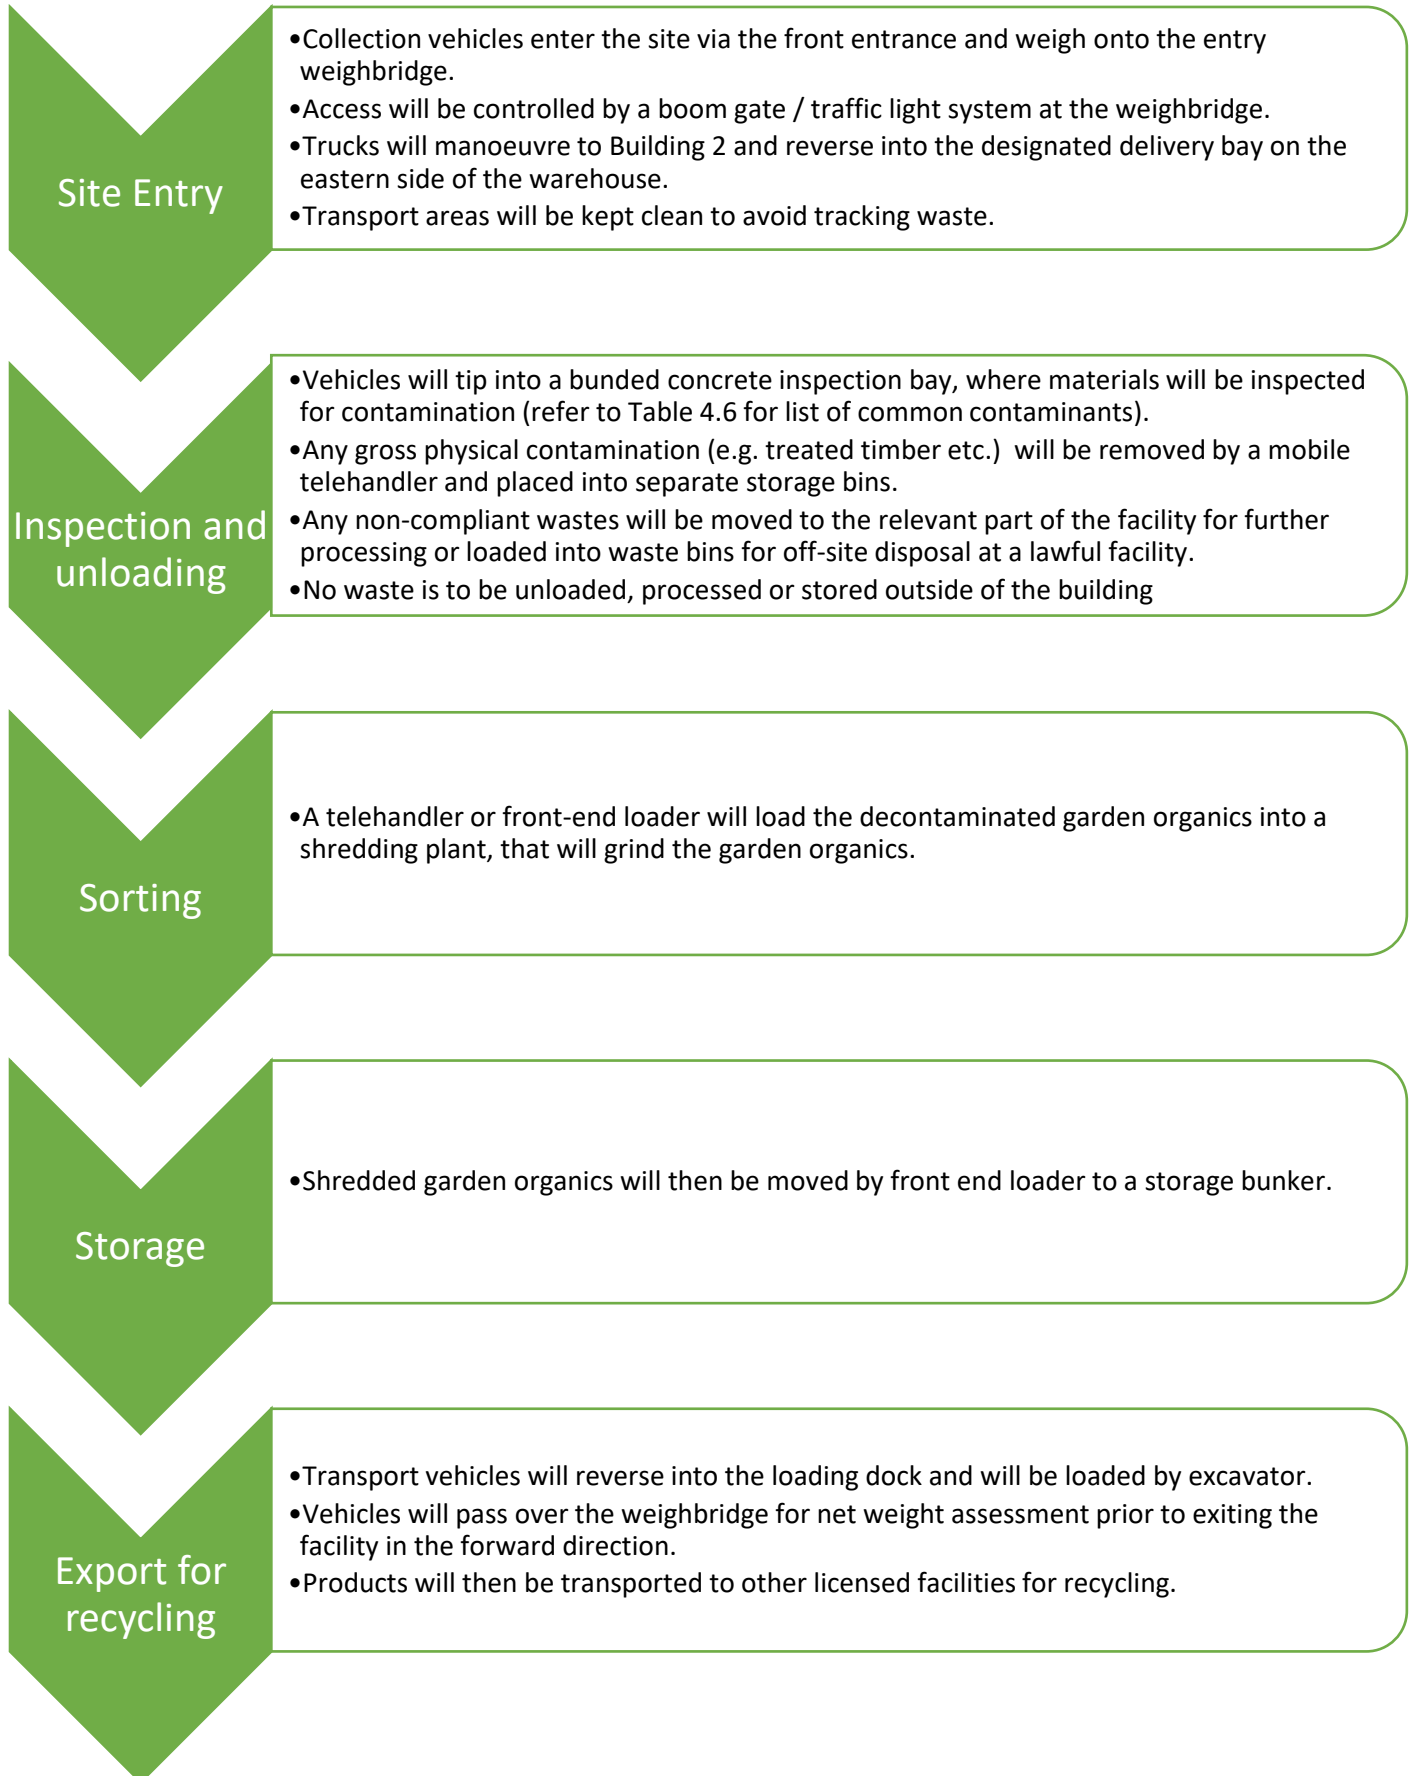 Site Entry
•Collection vehicles enter the site via the front entrance and weigh onto the entry
weighbridge.
•Access will be controlled by a boom gate / traffic light system at the weighbridge.
•Trucks will manoeuvre to Building 2 and reverse into the designated delivery bay on the
eastern side of the warehouse.
•Transport areas will be kept clean to avoid tracking waste.
Inspection and
unloading
•Vehicles will tip into a bunded concrete inspection bay, where materials will be inspected
for contamination (refer to Table 4.6 for list of common contaminants).
•Any gross physical contamination (e.g. treated timber etc.)  will be removed by a mobile
telehandler and placed into separate storage bins.
•Any non-compliant wastes will be moved to the relevant part of the facility for further
processing or loaded into waste bins for off-site disposal at a lawful facility.
•No waste is to be unloaded, processed or stored outside of the building
Sorting
•A telehandler or front-end loader will load the decontaminated garden organics into a
shredding plant, that will grind the garden organics.
Storage
•Shredded garden organics will then be moved by front end loader to a storage bunker.
Export for
recycling
•Transport vehicles will reverse into the loading dock and will be loaded by excavator.
•Vehicles will pass over the weighbridge for net weight assessment prior to exiting the
facility in the forward direction.
•Products will then be transported to other licensed facilities for recycling.